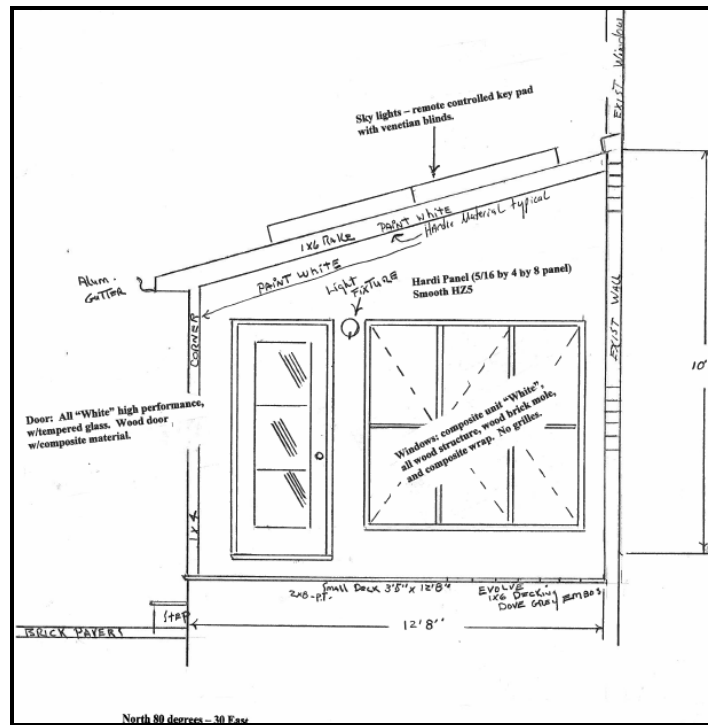 EXIST Window
Sky lights – remote controlled key pad
with venetian blinds.
1X6 Rake PAINT WHITE
Hardie Material typical
PAINT WHITE
Alum.
GUTTER
Light
FIXTURE
Hardi Panel (5/16 by 4 by 8 panel)
Smooth HZ5
CORNER
EXIST WALL
10'
Door: All “White” high performance,
w/tempered glass. Wood door
w/composite material.
Windows: composite unit “White”,
all wood structure, wood brick mole,
and composite wrap. No grilles.
1X4
2x8-P.T.
Small Deck 3'5" x 12'8"
EVOLVE
1X6 DECKING
DOVE GREY EMBOS
STEP
BRICK PAVERS
12'8"
North 80 degrees – 30 Ease